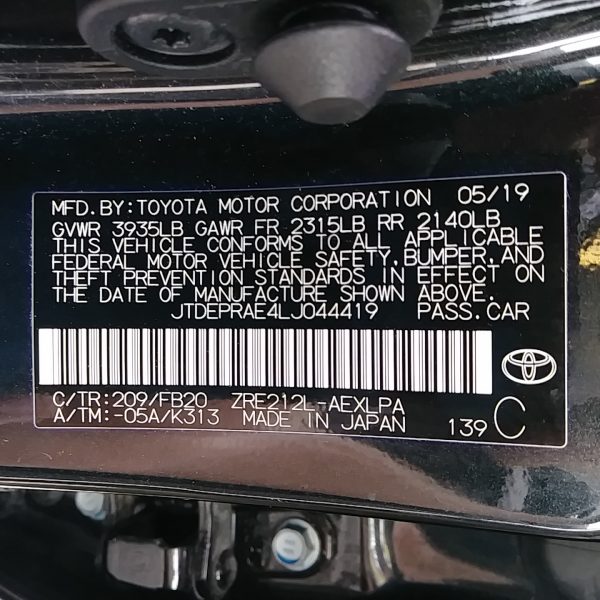 MFD.BY:TOYOTA MOTOR CORPORATION 05/19
GVWR 3935LB GAWR FR 2315LB RR 2140LB
THIS VEHICLE CONFORMS TO ALL APPLICABLE
FEDERAL MOTOR VEHICLE SAFETY,BUMPER,AND
THEFT PREVENTION STANDARDS IN EFFECT ON
THE DATE OF MANUFACTURE SHOWN ABOVE.
JTDEPRAE4LJ044419 PASS.CAR
C/TR:209/FB20 ZRE212L-AEXLPA
A/TM:-05A/K313 MADE IN JAPAN 139 C